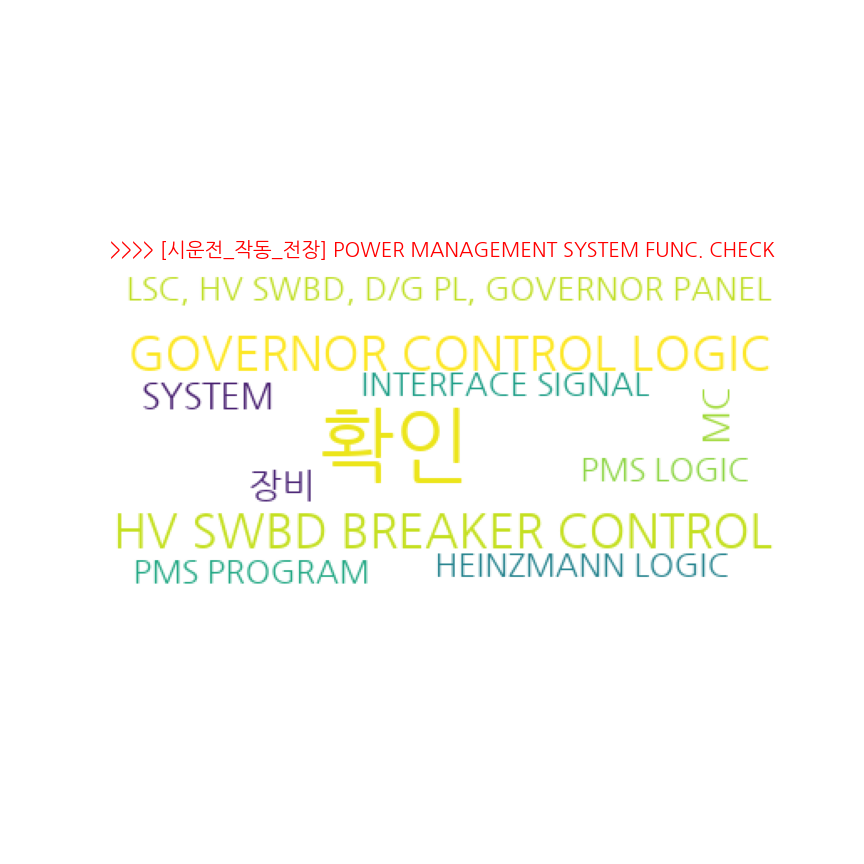 >>>> [시운전_작동_전장] POWER MANAGEMENT SYSTEM FUNC. CHECK
LSC, HV SWBD, D/G PL, GOVERNOR PANEL
GOVERNOR CONTROL LOGIC
SYSTEM
INTERFACE SIGNAL
MC
확인
PMS LOGIC
장비
HV SWBD BREAKER CONTROL
PMS PROGRAM
HEINZMANN LOGIC